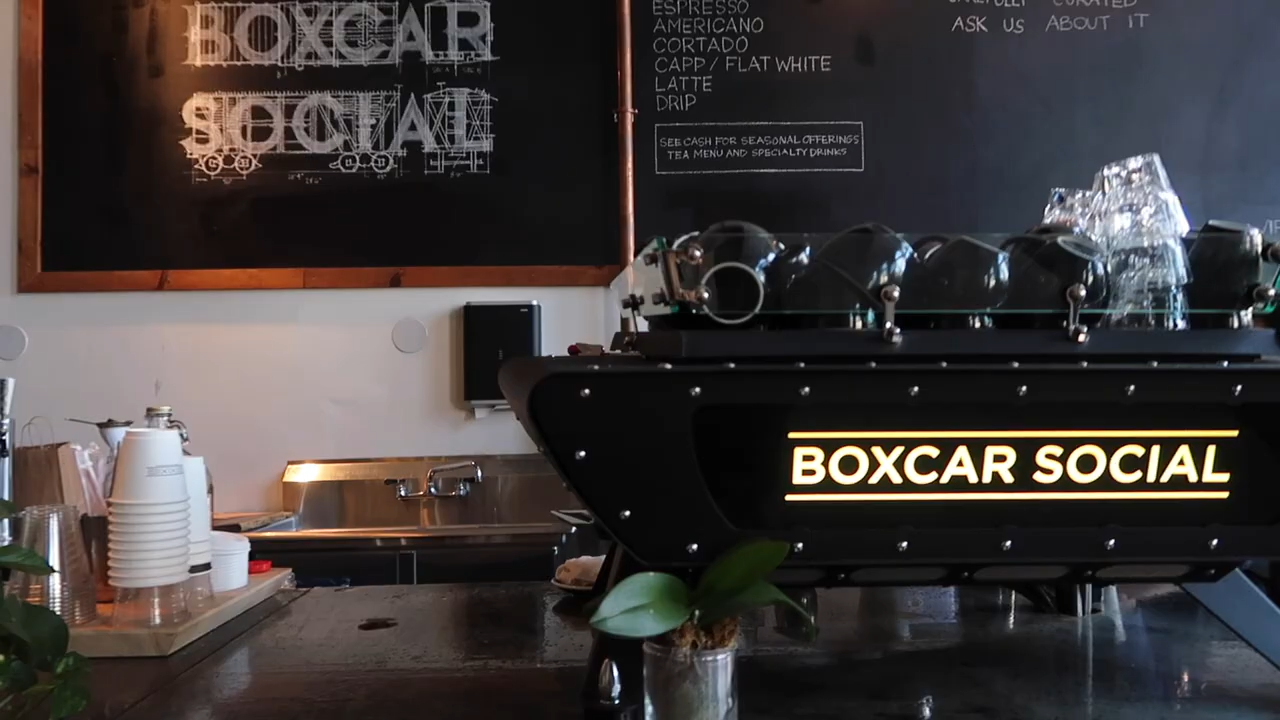 BOXCAR
SOCIAL
ESPRESSO
AMERICANO
CORTADO
CAPP / FLAT WHITE
LATTE
DRIP
SEE CASH FOR SEASONAL OFFERINGS
TEA MENU AND SPECIALTY DRINKS
CAREFULLY CURATED
ASK US ABOUT IT
BOXCAR SOCIAL